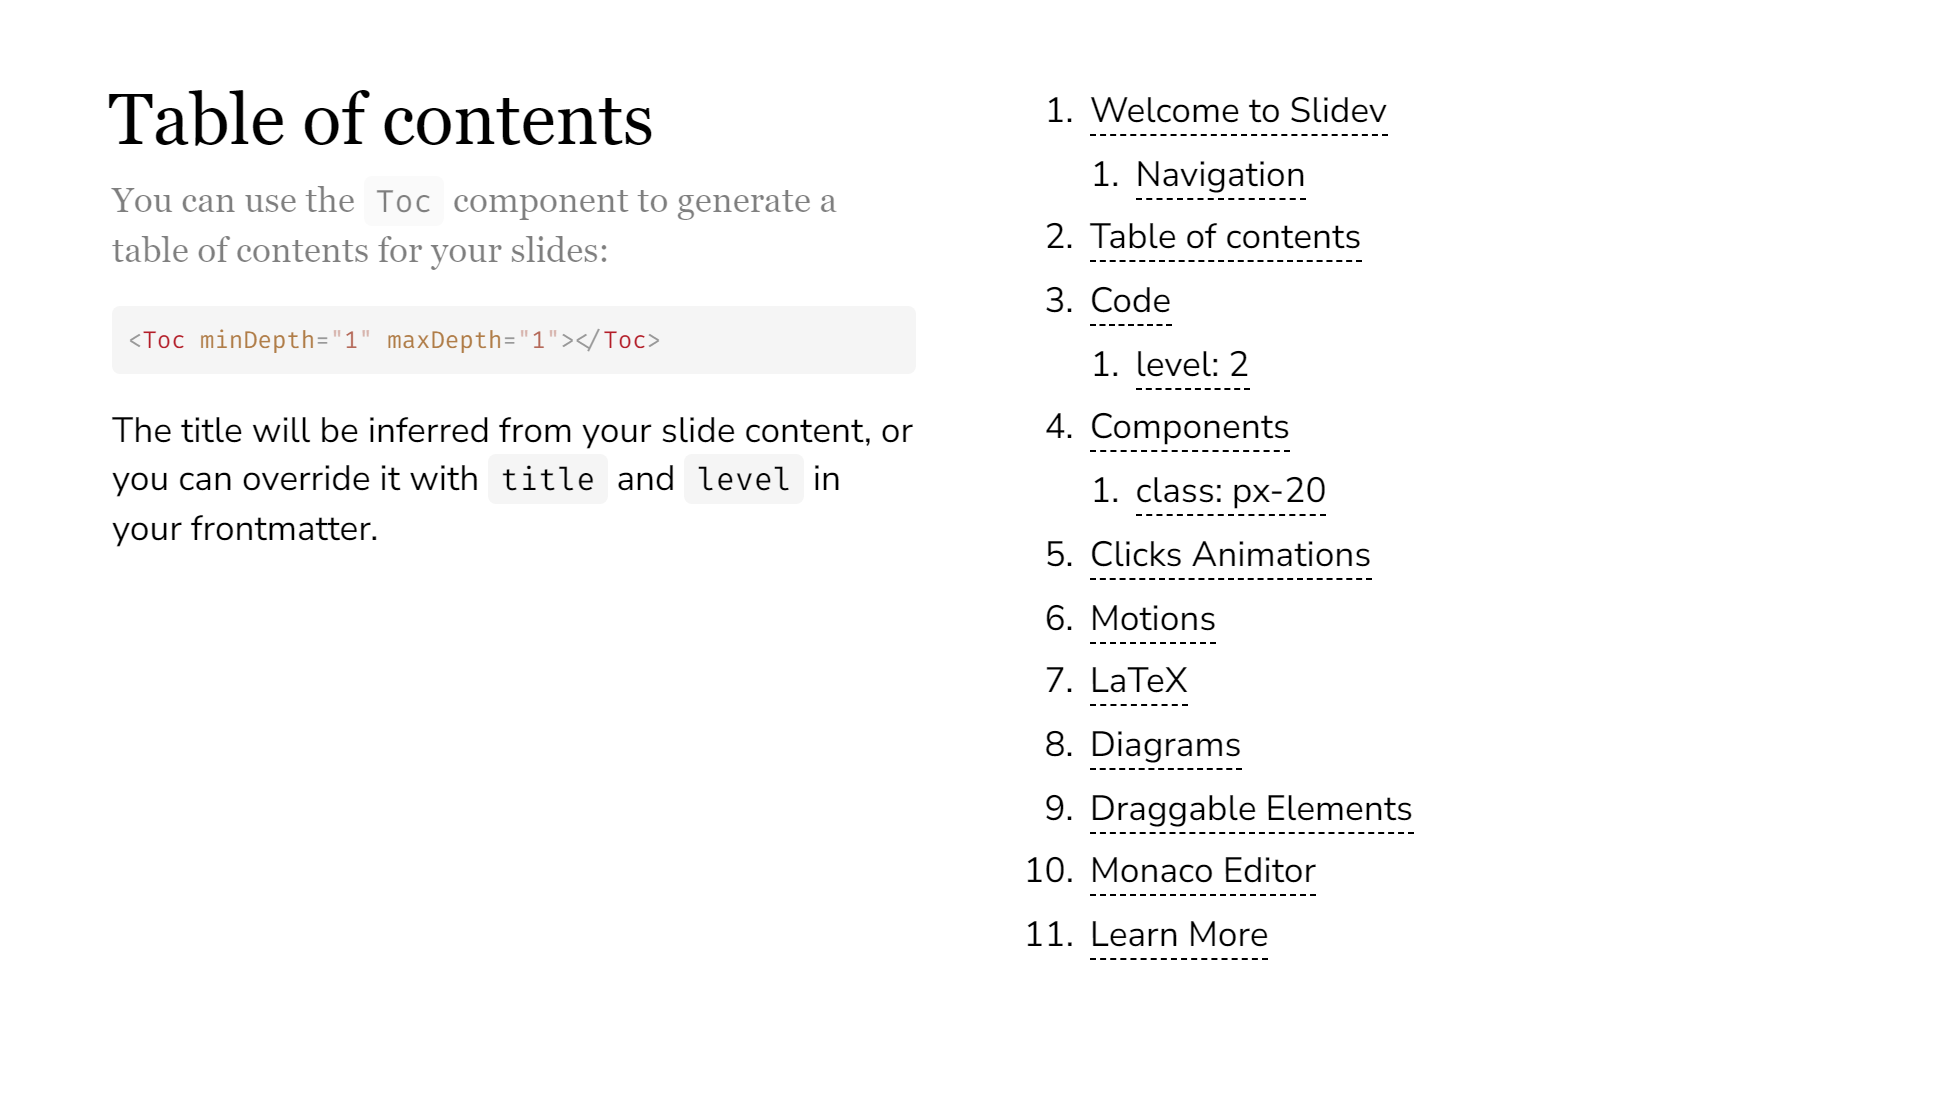 Table of contents
You can use the Toc component to generate a
table of contents for your slides:
<Toc minDepth="1" maxDepth="1"></Toc>
The title will be inferred from your slide content, or
you can override it with title and level in
your frontmatter.
1. Welcome to Slidev
1. Navigation
2. Table of contents
3. Code
1. level: 2
4. Components
1. class: px-20
5. Clicks Animations
6. Motions
7. LaTeX
8. Diagrams
9. Draggable Elements
10. Monaco Editor
11. Learn More